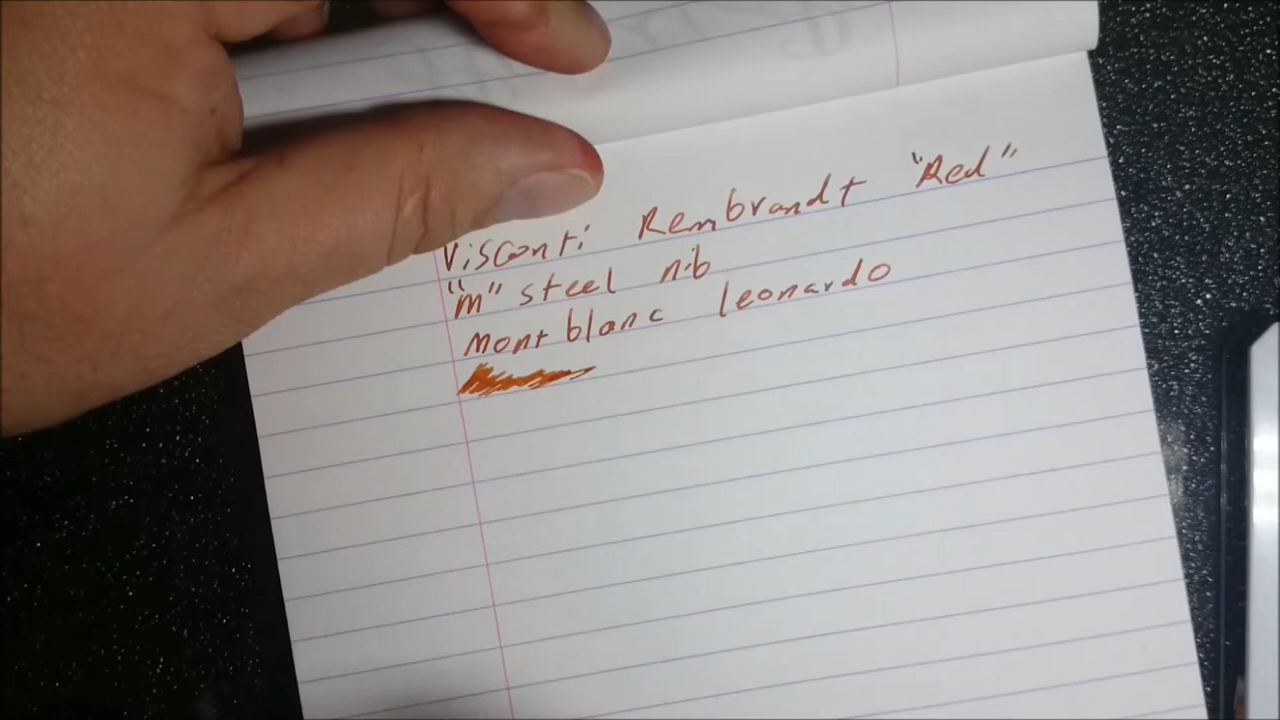 Visconti Rembrandt "Red"
"m" steel nib
mont blanc leonardo